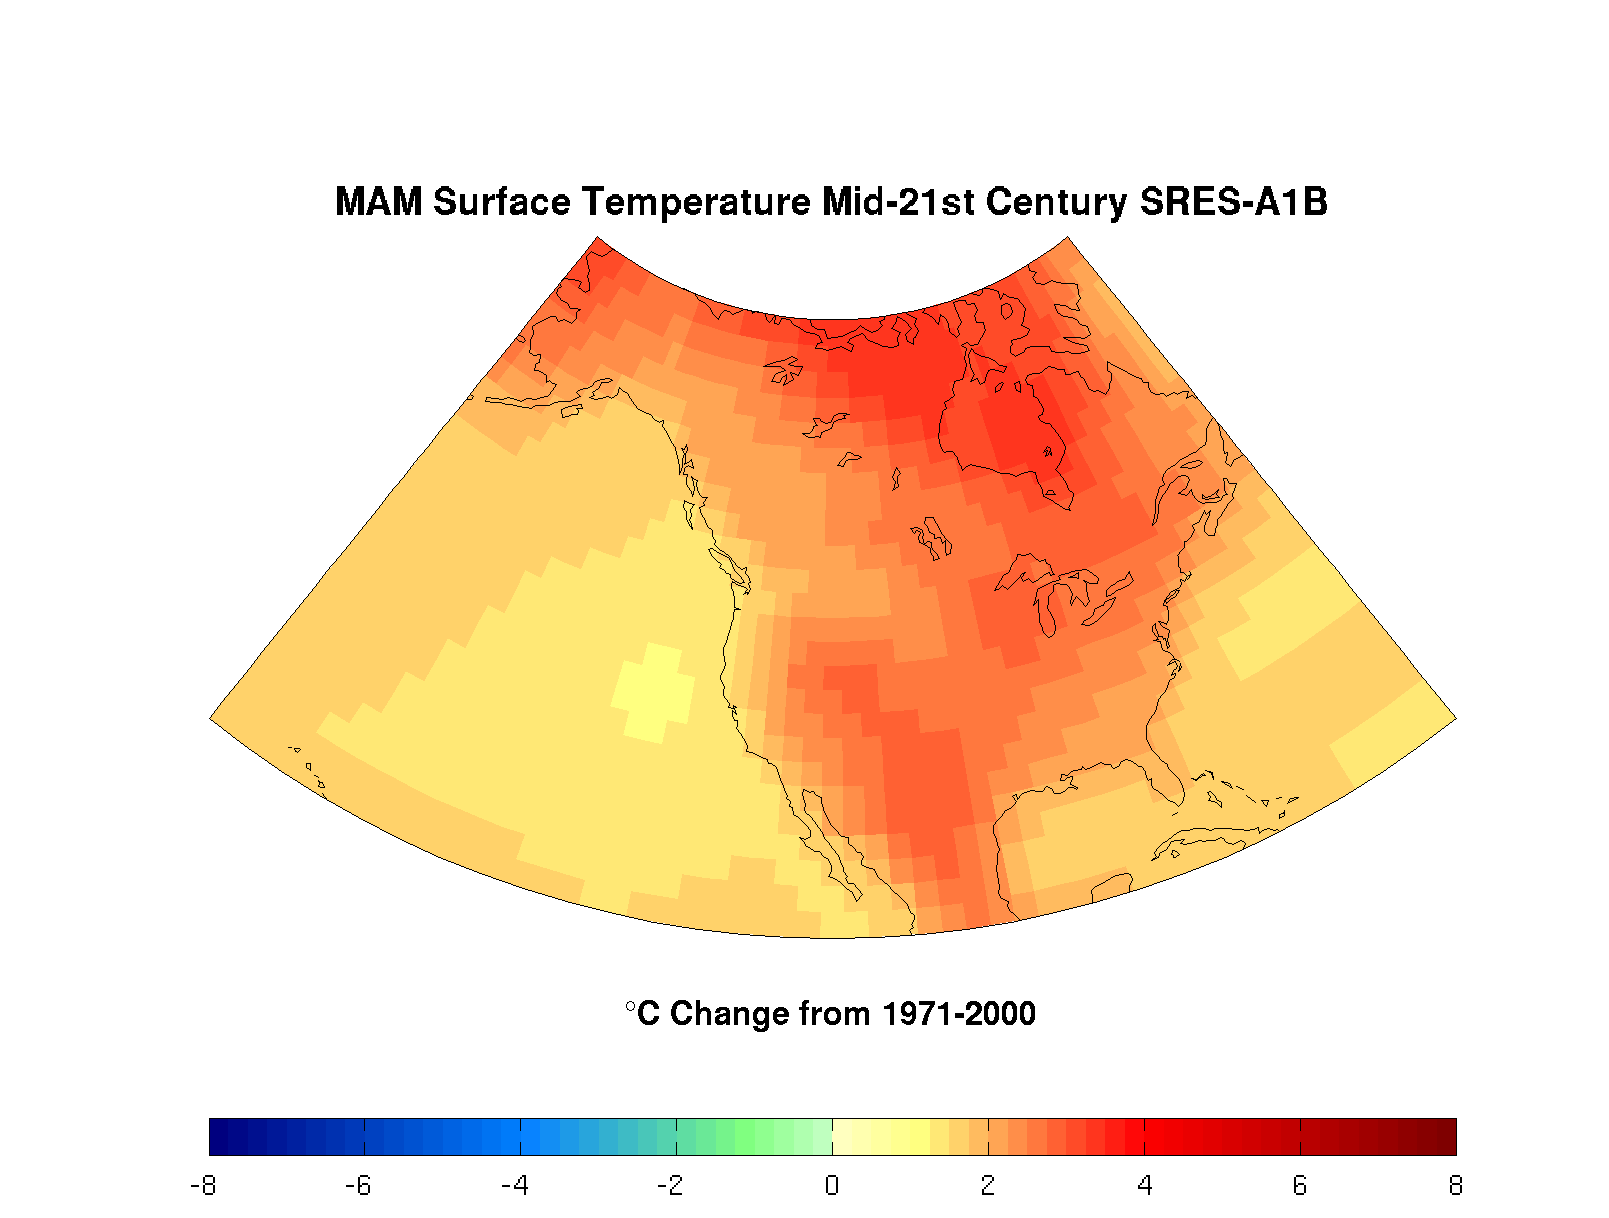 MAM Surface Temperature Mid-21st Century SRES-A1B
°C Change from 1971-2000
-8 -6 -4 -2 0 2 4 6 8